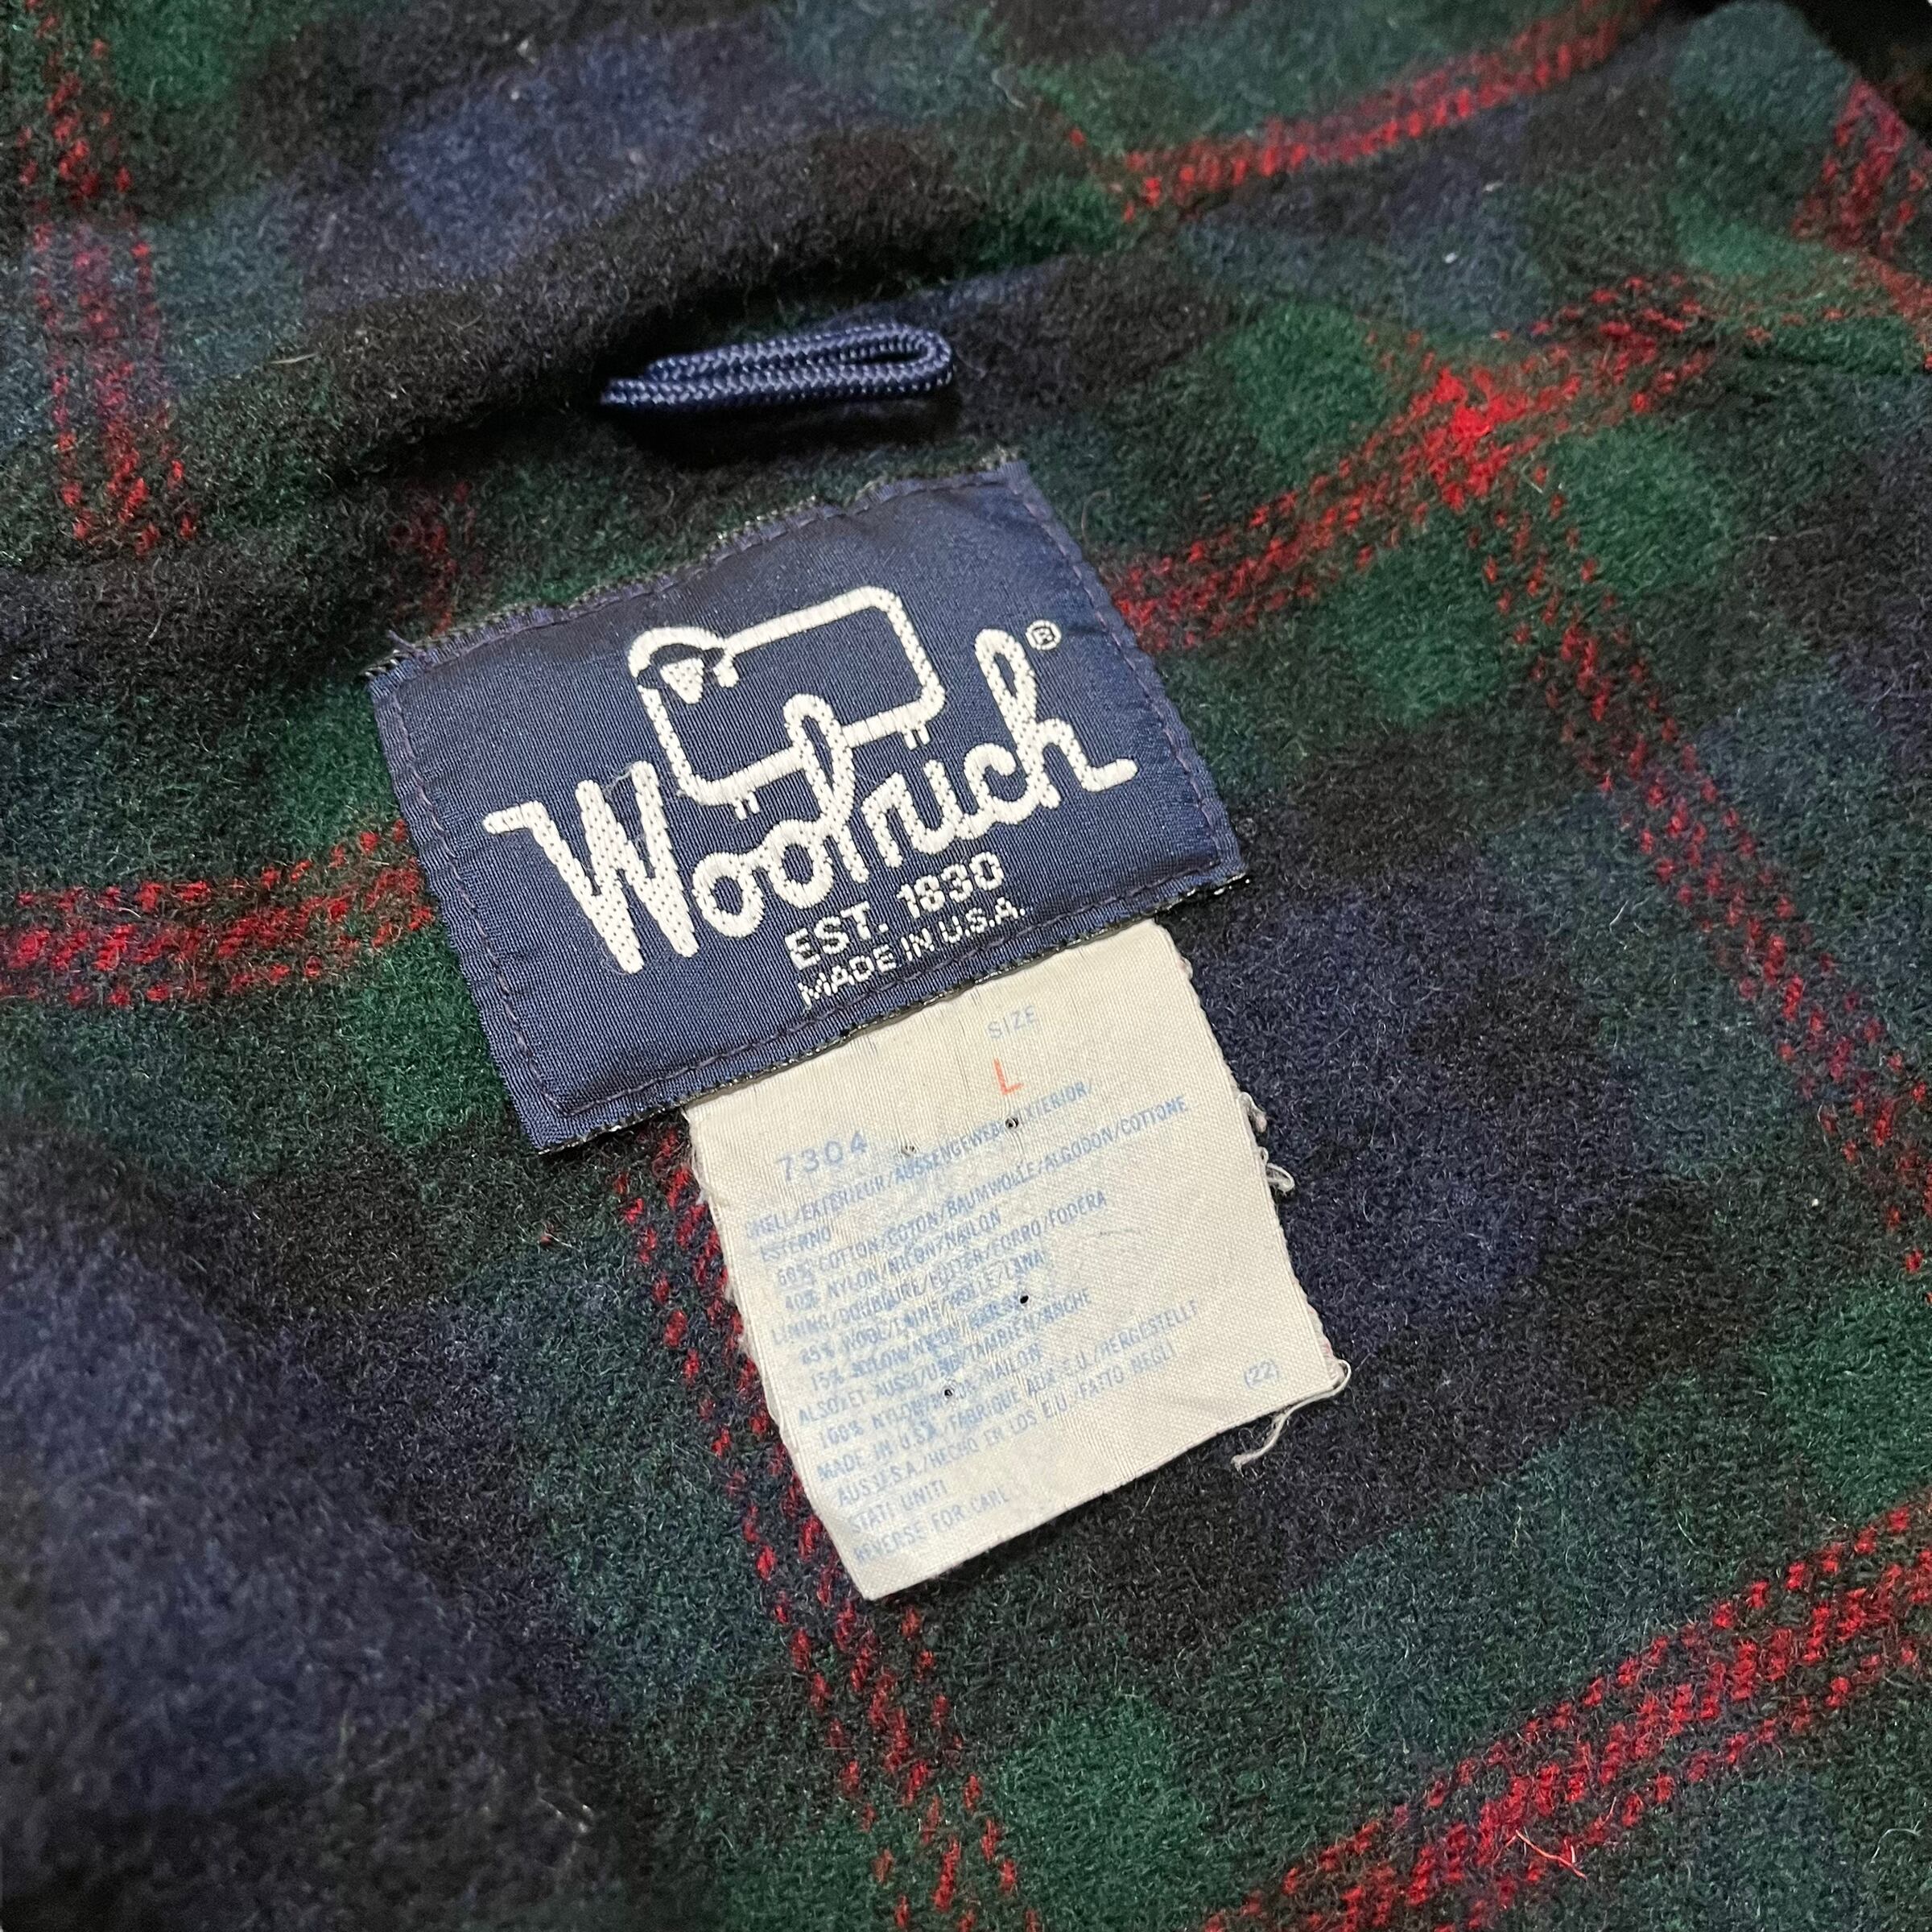 Woolrich®
EST. 1830
MADE IN U.S.A.
SIZE
L
7304
SHELL/EXTERIEUR/AUSSENGEWEBE/EXTERIOR/
ESTERNO
60% COTTON/COTON/BAUMWOLLE/ALGODON/COTTONE
40% NYLON/NILON/NAILON
LINING/DOUBLURE/FUTTER/FORRO/FODERA
85% WOOL/LAINE/WOLLE/LANA
15% NYLON/NILON/NAILON
ALSO/ET AUSSI/UND/TAMBIEN/ANCHE
100% NYLON/NILON/NAILON
MADE IN U.S.A./FABRIQUE AUX E.U./HERGESTELLT
AUS U.S.A./HECHO EN LOS E.U./FATTO NEGLI
STATI UNITI
REVERSE FOR CARE
(22)